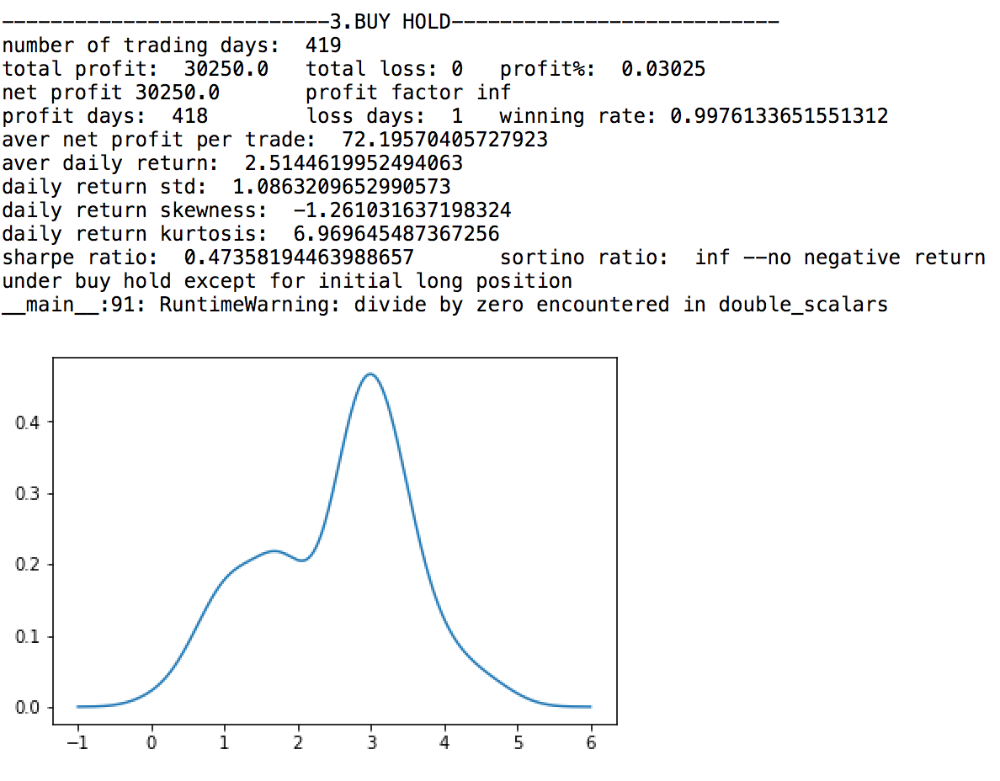 ---------------------------3.BUY HOLD---------------------------
number of trading days:  419
total profit:  30250.0   total loss: 0   profit%:  0.03025
net profit 30250.0       profit factor inf
profit days:  418        loss days:  1   winning rate: 0.9976133651551312
aver net profit per trade:  72.19570405727923
aver daily return:  2.5144619952494063
daily return std:  1.0863209652990573
daily return skewness:  -1.261031637198324
daily return kurtosis:  6.969645487367256
sharpe ratio:  0.47358194463988657       sortino ratio:  inf --no negative return
under buy hold except for initial long position
__main__:91: RuntimeWarning: divide by zero encountered in double_scalars
0.4
0.3
0.2
0.1
0.0
−1 0 1 2 3 4 5 6